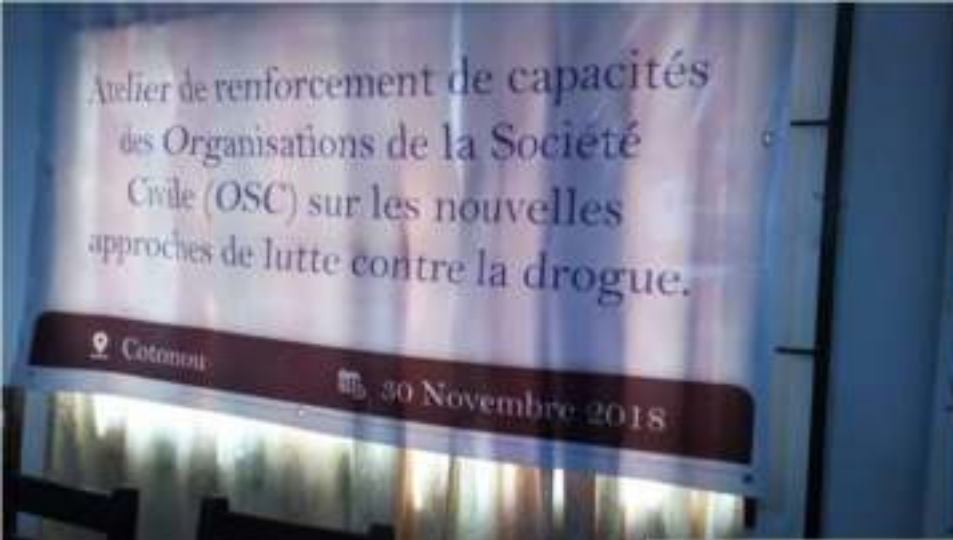 Atelier de renforcement de capacités
des Organisations de la Société
Civile (OSC) sur les nouvelles
approches de lutte contre la drogue.
Cotonou
30 Novembre 2018